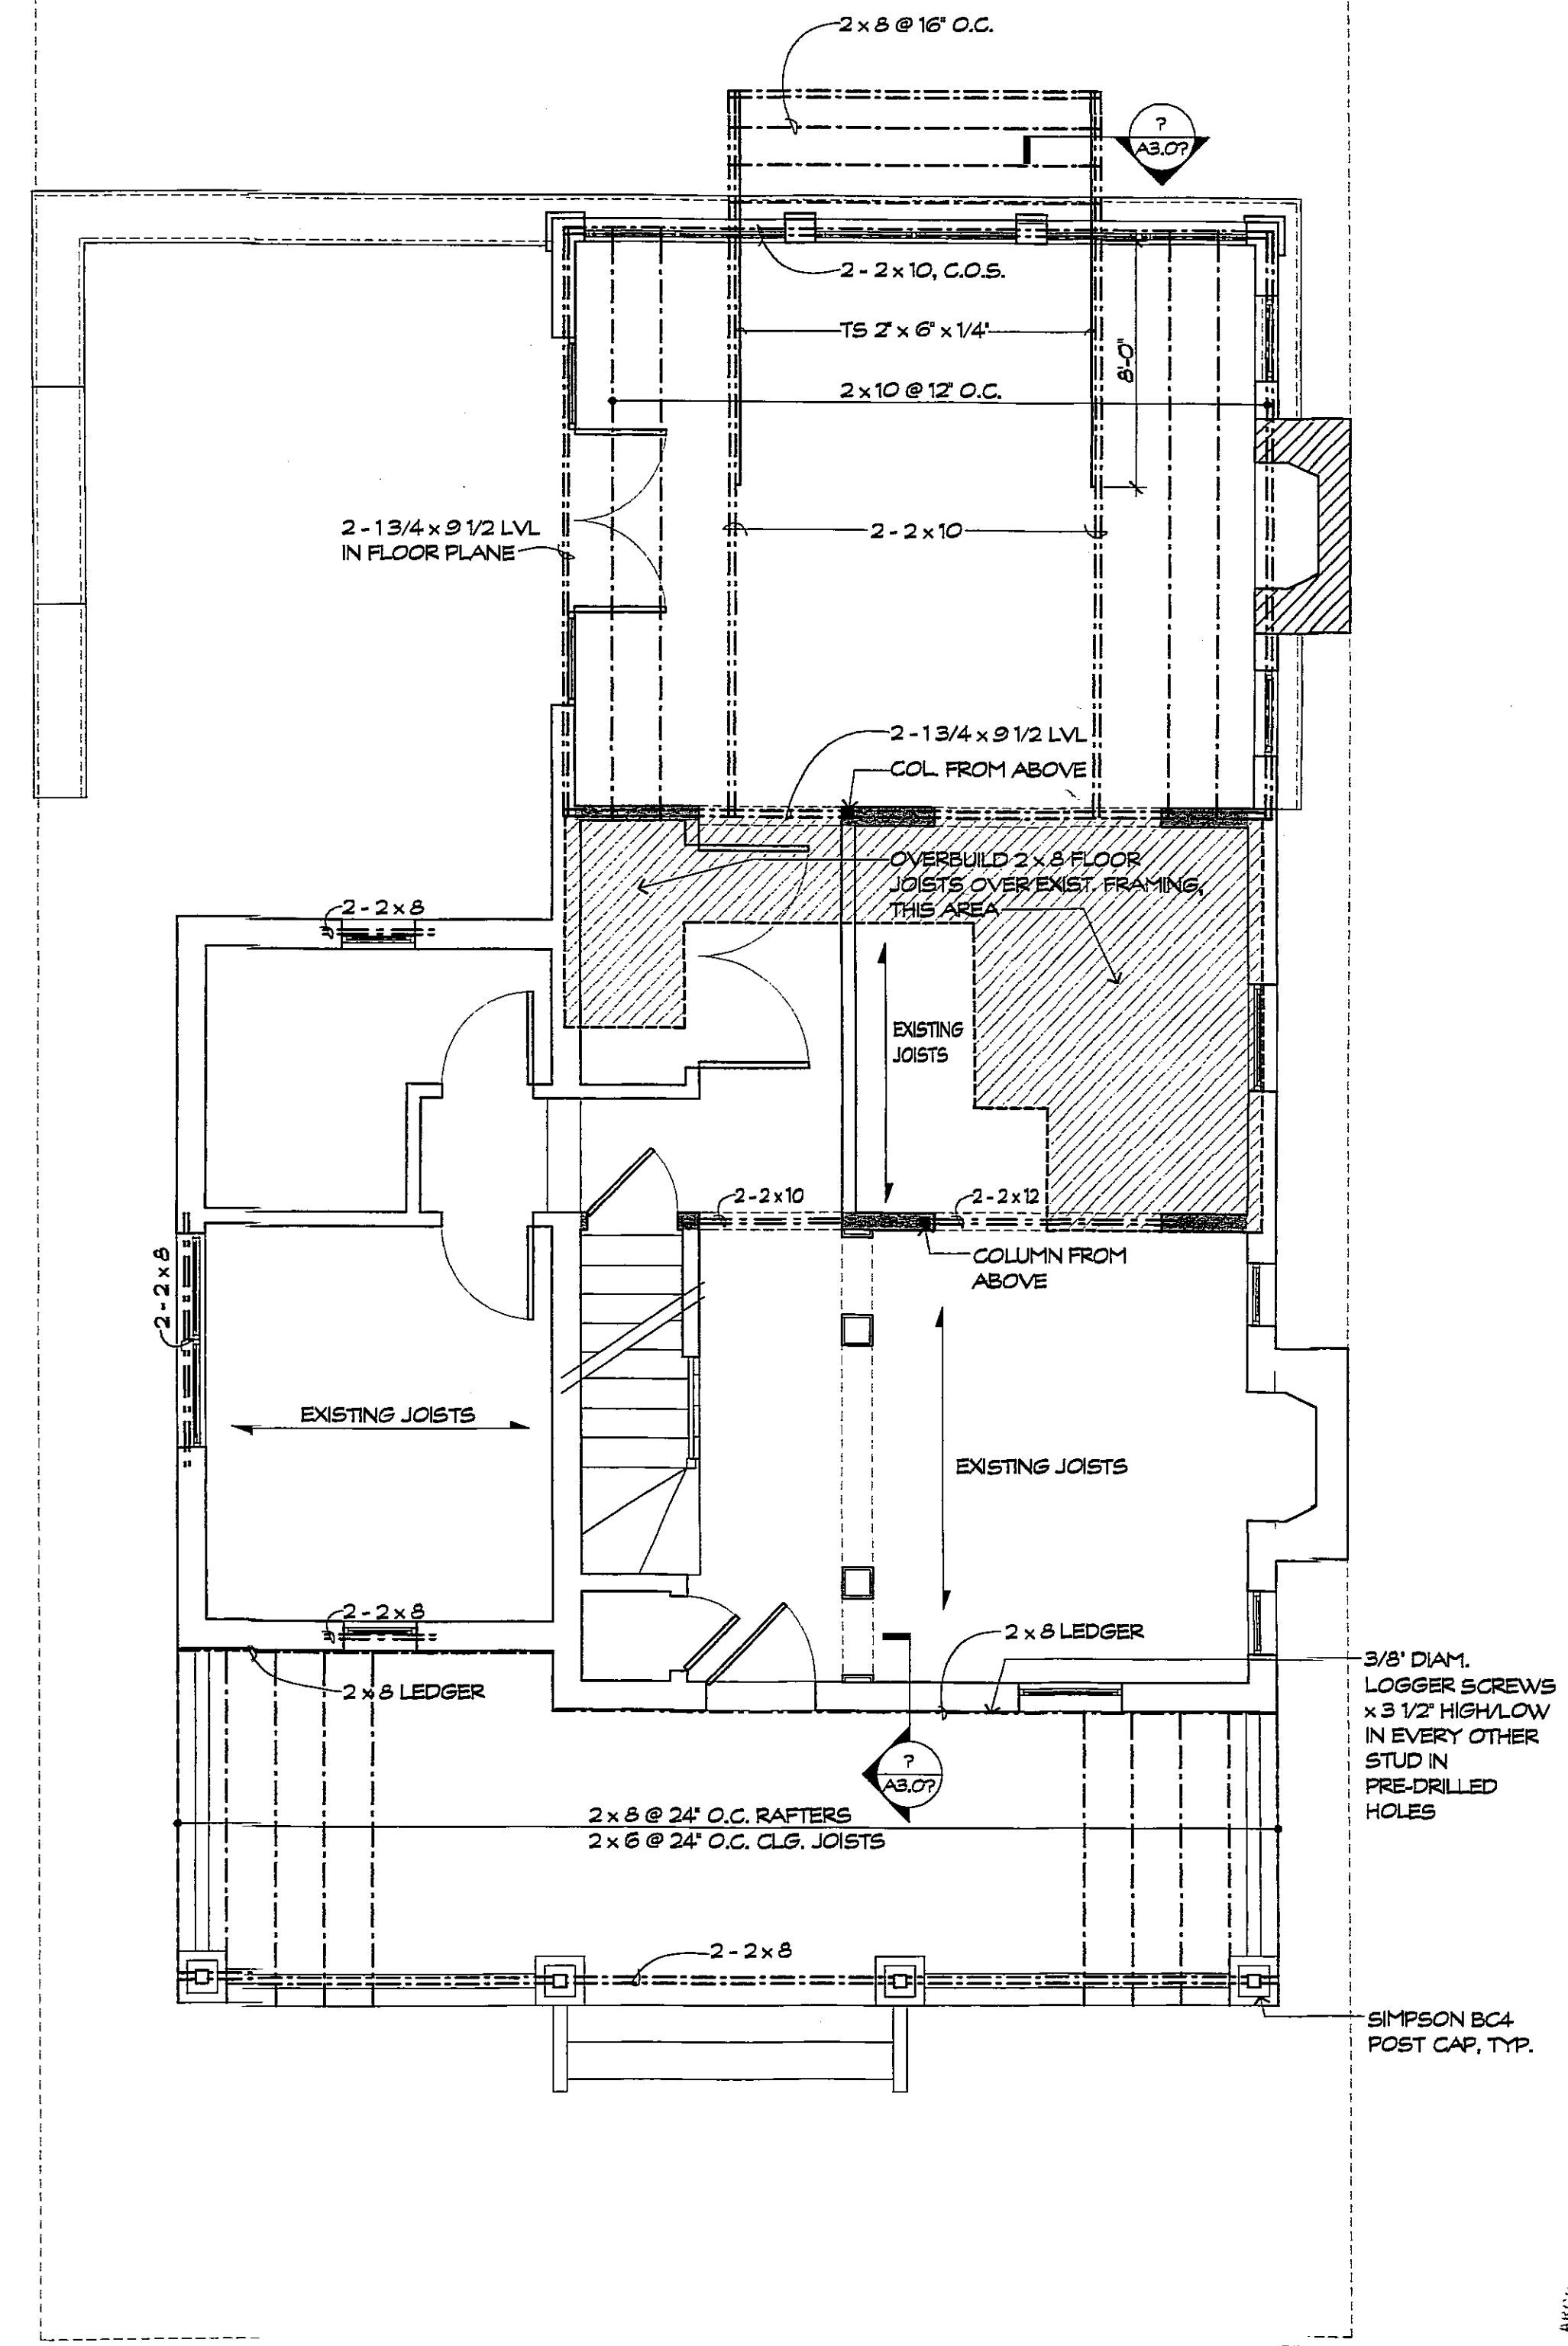 2 x 8 @ 16" O.C.
?
A3.0?
2 - 2 x 10, C.O.S.
TS 2" x 6" x 1/4"
8'-0"
2 x 10 @ 12" O.C.
2 - 1 3/4 x 9 1/2 LVL
IN FLOOR PLANE
2 - 2 x 10
2 - 1 3/4 x 9 1/2 LVL
COL. FROM ABOVE
OVERBUILD 2 x 8 FLOOR
JOISTS OVER EXIST. FRAMING,
THIS AREA
2 - 2 x 8
EXISTING
JOISTS
2 - 2 x 10
2 - 2 x 12
COLUMN FROM
ABOVE
2 - 2 x 8
EXISTING JOISTS
EXISTING JOISTS
2 - 2 x 8
2 x 8 LEDGER
2 x 8 LEDGER
3/8" DIAM.
LOGGER SCREWS
x 3 1/2" HIGH/LOW
IN EVERY OTHER
STUD IN
PRE-DRILLED
HOLES
?
A3.0?
2 x 8 @ 24" O.C. RAFTERS
2 x 6 @ 24" O.C. CLG. JOISTS
2 - 2 x 8
SIMPSON BC4
POST CAP, TYP.